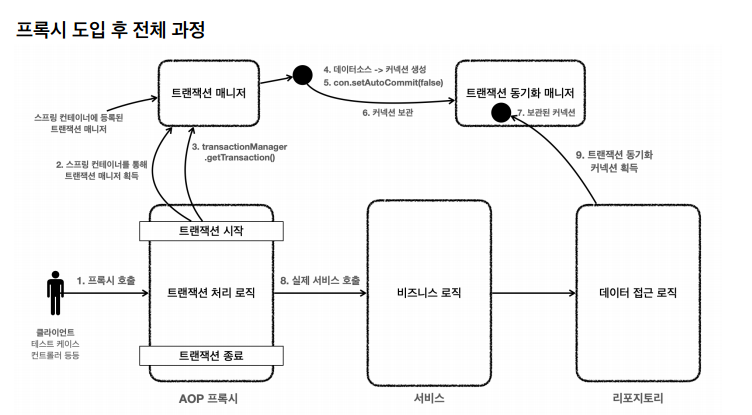 프록시 도입 후 전체 과정
트랜잭션 매니저
4. 데이터소스 -> 커넥션 생성
5. con.setAutoCommit(false)
트랜잭션 동기화 매니저
6. 커넥션 보관
7. 보관된 커넥션
스프링 컨테이너에 등록된
트랜잭션 매니저
2. 스프링 컨테이너를 통해
트랜잭션 매니저 획득
3. transactionManager
.getTransaction()
9. 트랜잭션 동기화
커넥션 획득
트랜잭션 시작
1. 프록시 호출
트랜잭션 처리 로직
8. 실제 서비스 호출
비즈니스 로직
데이터 접근 로직
클라이언트
테스트 케이스
컨트롤러 등등
트랜잭션 종료
AOP 프록시
서비스
리포지토리